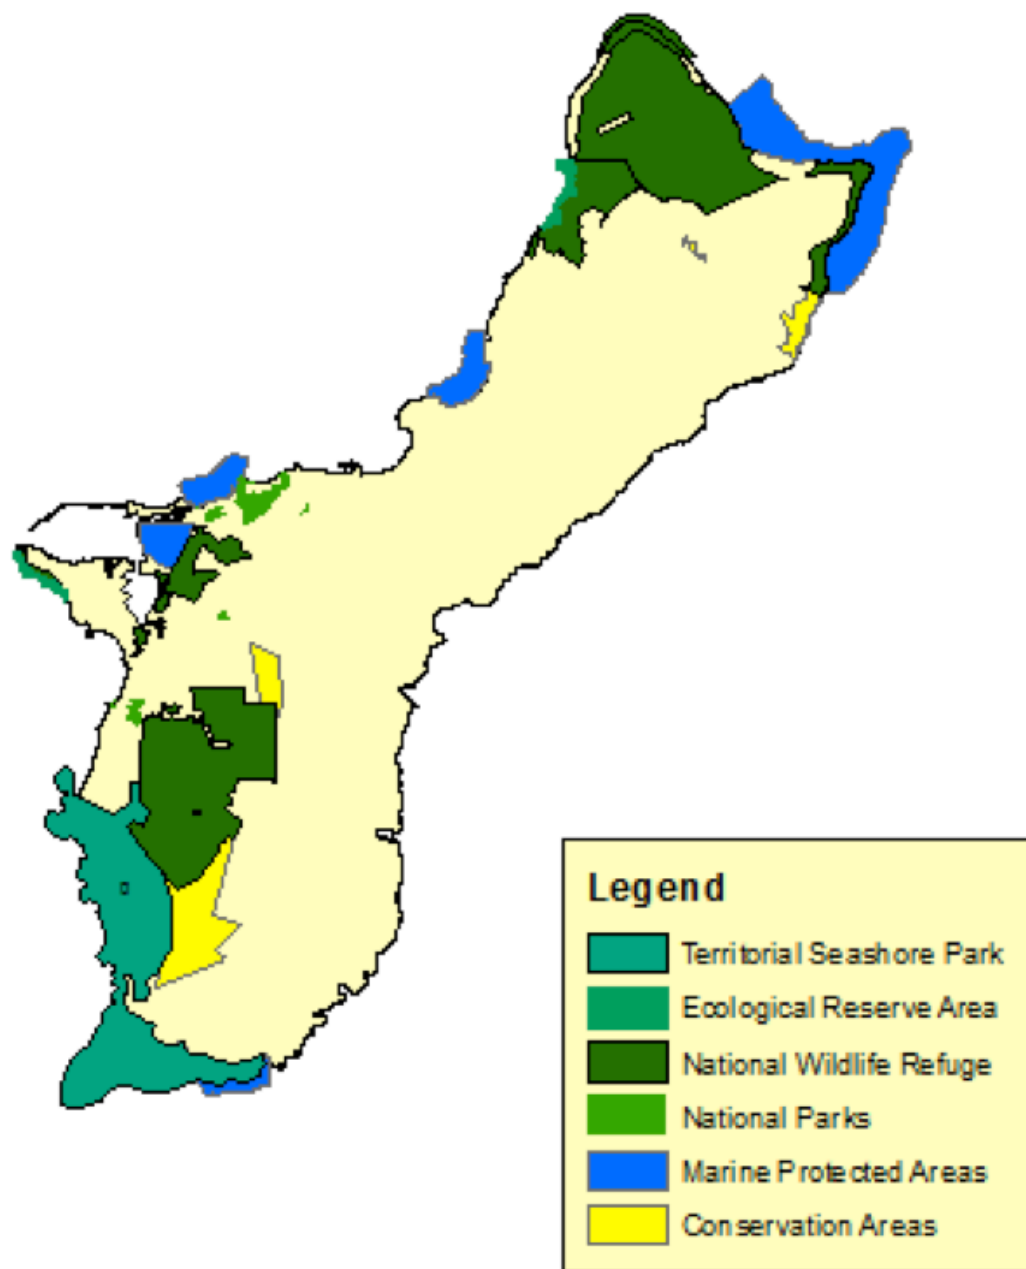 Legend
Territorial Seashore Park
Ecological Reserve Area
National Wildlife Refuge
National Parks
Marine Protected Areas
Conservation Areas